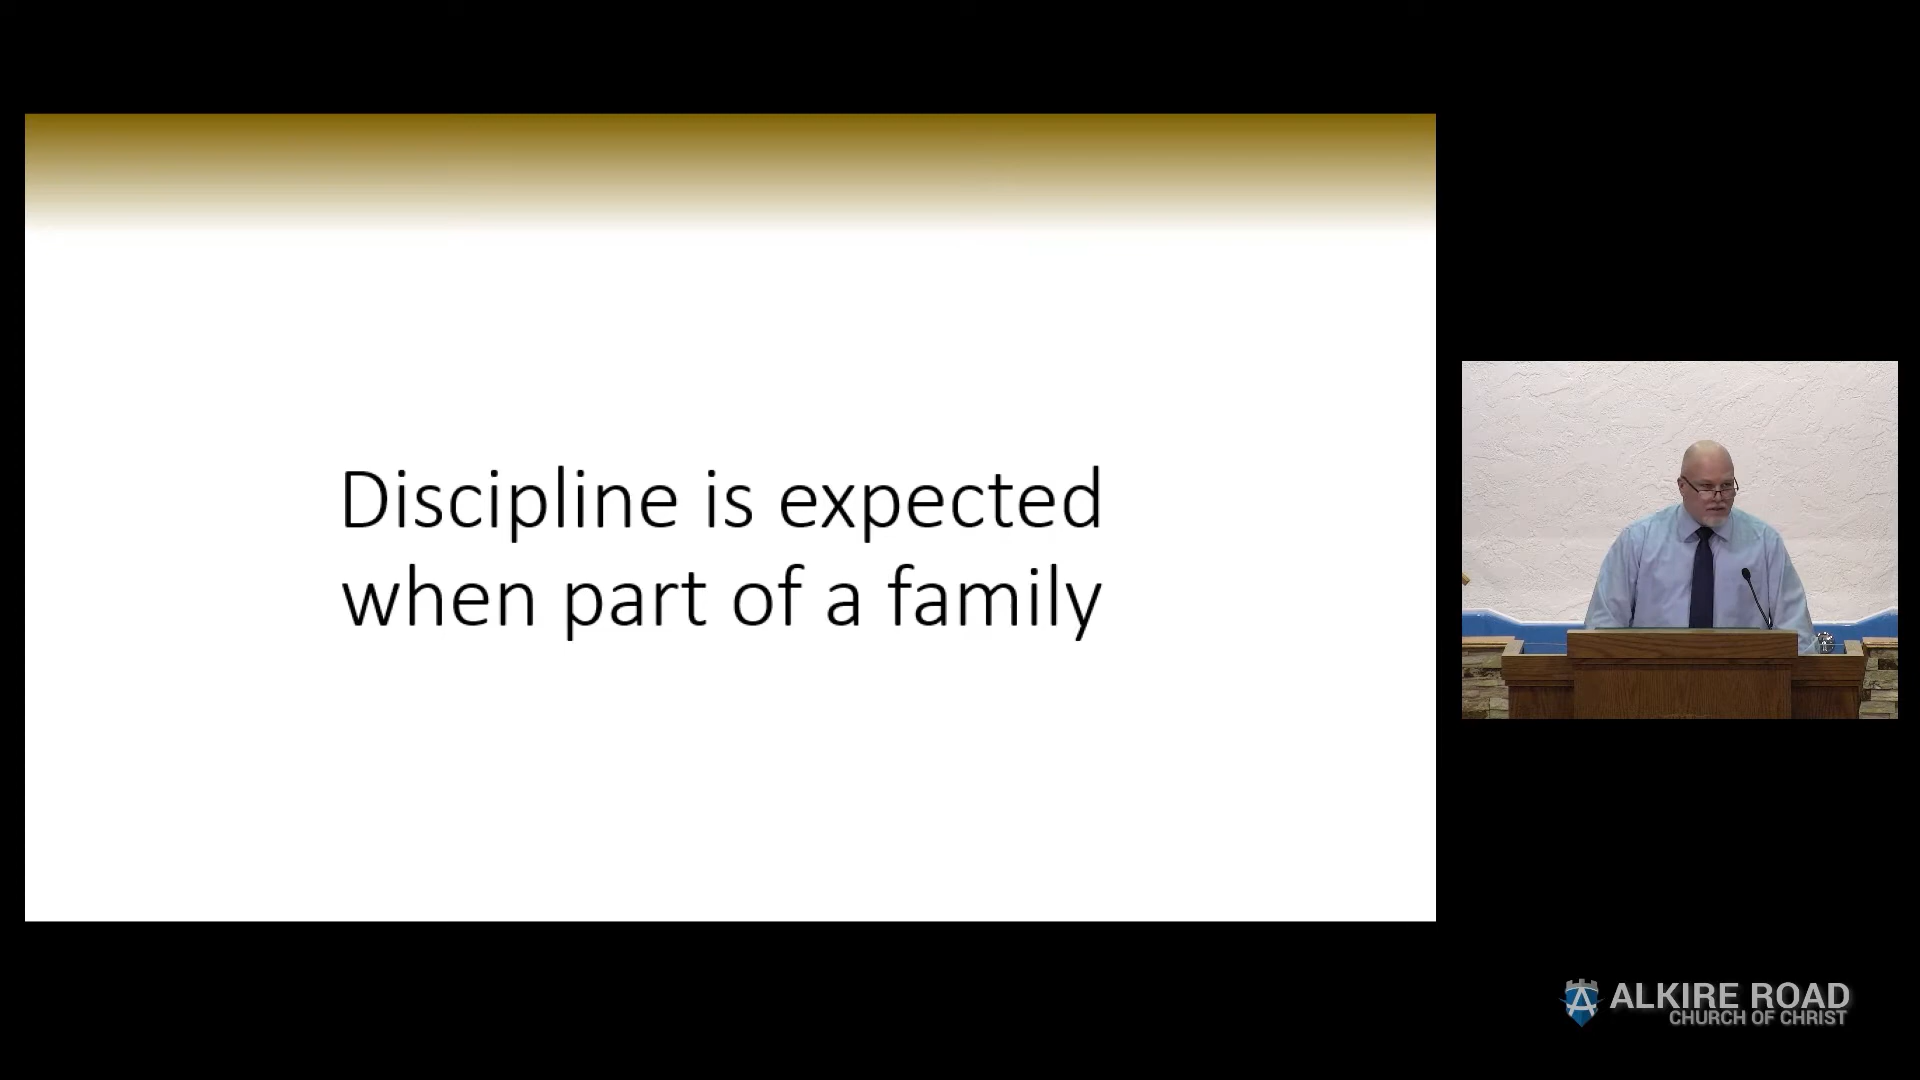 Discipline is expected
when part of a family
ALKIRE ROAD
CHURCH OF CHRIST